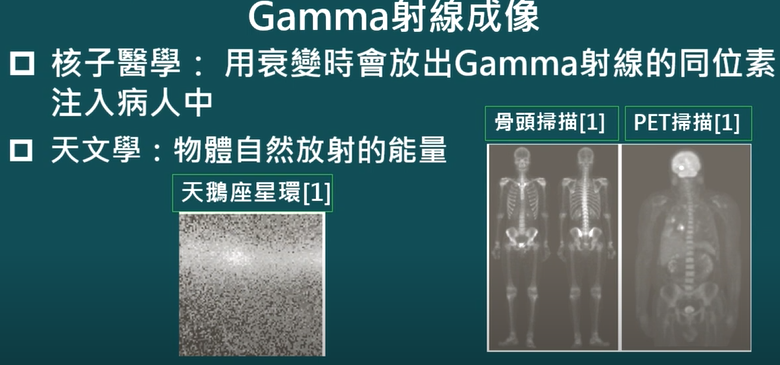 Gamma射線成像
核子醫學： 用衰變時會放出Gamma射線的同位素
注入病人中
天文學：物體自然放射的能量
天鵝座星環[1]
骨頭掃描[1]
PET掃描[1]